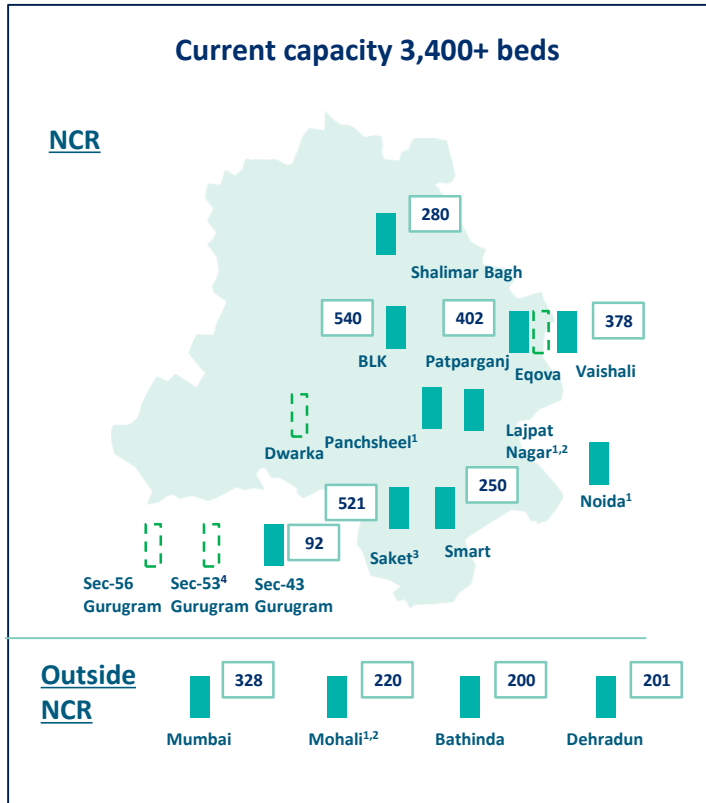 Current capacity 3,400+ beds
NCR
280
Shalimar Bagh
540
402
378
BLK
Patparganj
Eqova
Vaishali
Dwarka
Panchsheel¹
Lajpat
Nagar¹,²
Noida¹
521
250
92
Saket³
Smart
Sec-56
Gurugram
Sec-53⁴
Gurugram
Sec-43
Gurugram
Outside
NCR
328
220
200
201
Mumbai
Mohali¹,²
Bathinda
Dehradun